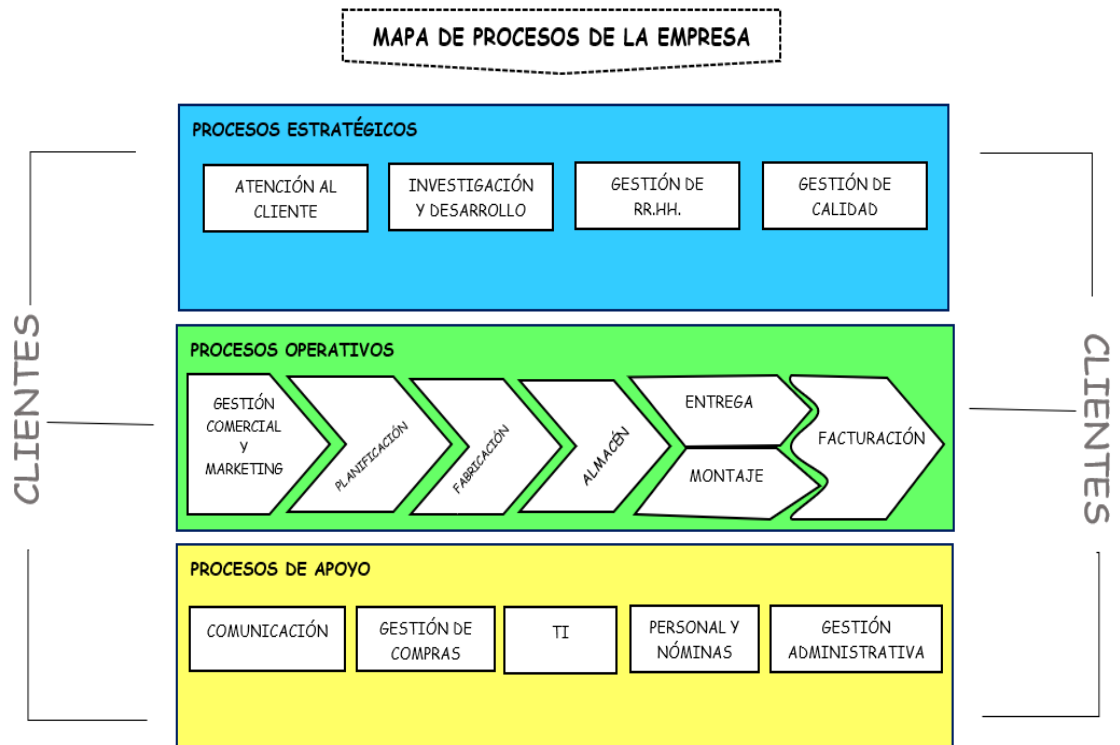 MAPA DE PROCESOS DE LA EMPRESA
CLIENTES
PROCESOS ESTRATÉGICOS
ATENCIÓN AL
CLIENTE
INVESTIGACIÓN
Y DESARROLLO
GESTIÓN DE
RR.HH.
GESTIÓN DE
CALIDAD
PROCESOS OPERATIVOS
GESTIÓN
COMERCIAL
Y
MARKETING
PLANIFICACIÓN
FABRICACIÓN
ALMACÉN
ENTREGA
MONTAJE
FACTURACIÓN
PROCESOS DE APOYO
COMUNICACIÓN
GESTIÓN DE
COMPRAS
TI
PERSONAL Y
NÓMINAS
GESTIÓN
ADMINISTRATIVA
CLIENTES